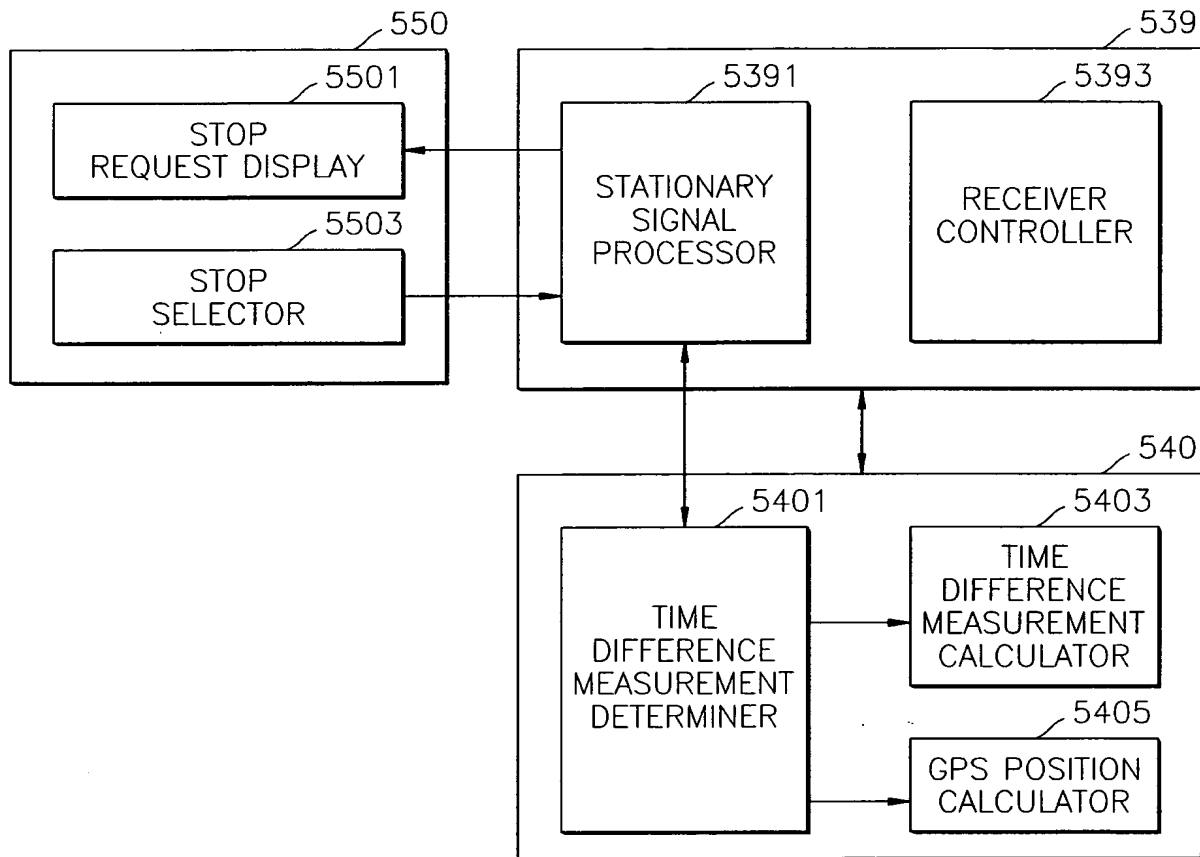 550
5501
STOP
REQUEST DISPLAY
5503
STOP
SELECTOR
539
5391
STATIONARY
SIGNAL
PROCESSOR
5393
RECEIVER
CONTROLLER
540
5401
TIME
DIFFERENCE
MEASUREMENT
DETERMINER
5403
TIME
DIFFERENCE
MEASUREMENT
CALCULATOR
5405
GPS POSITION
CALCULATOR